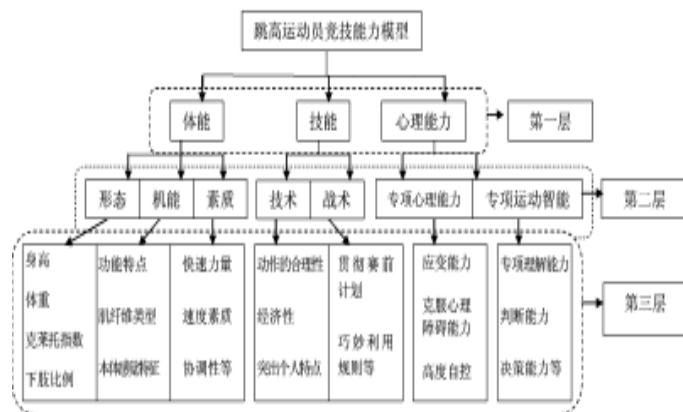 跳高运动员竞技能力模型
体能
技能
心理能力
第一层
形态
机能
素质
技术
战术
专项心理能力
专项运动智能
第二层
身高
体重
克莱托指数
下肢比例
功能特点
肌纤维类型
快速力量
速度素质
协调性等
动作的合理性
经济性
突出个人特点
贯彻赛前
计划
巧妙利用
规则等
应变能力
克服心理
障碍能力
高度自控
专项理解能力
判断能力
决策能力等
第三层